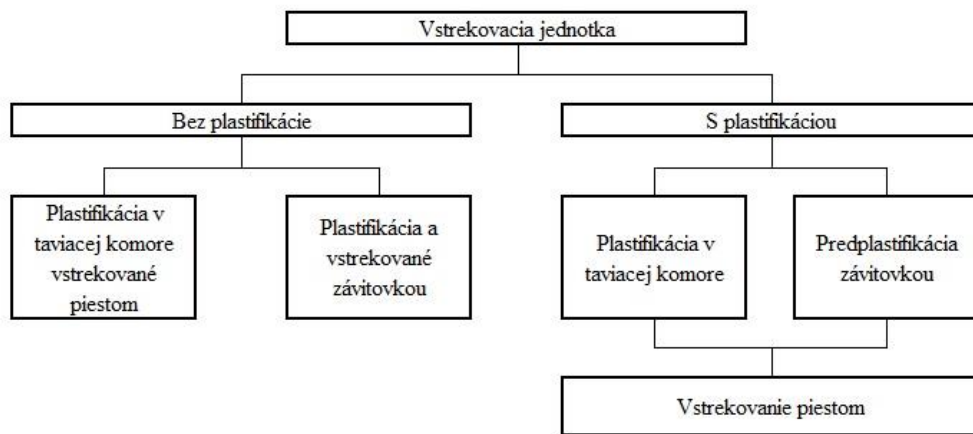 Vstrekovacia jednotka
Bez plastifikácie
S plastifikáciou
Plastifikácia v
taviacej komore
vstrekované
piestom
Plastifikácia a
vstrekované
závitovkou
Plastifikácia v
taviacej komore
Predplastifikácia
závitovkou
Vstrekovanie piestom